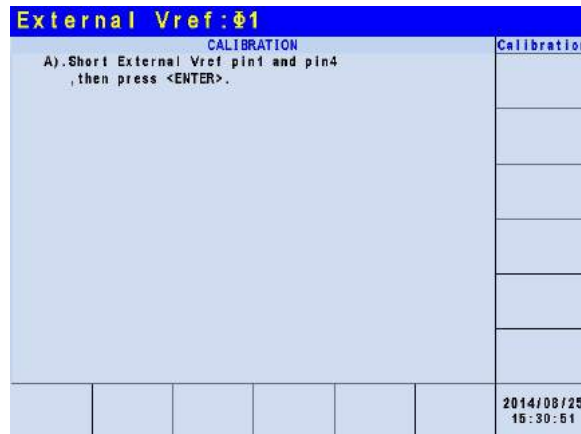 External Vref:Φ1
CALIBRATION
Calibration
A).Short External Vref pin1 and pin4
,then press <ENTER>.
2014/08/25
15:30:51